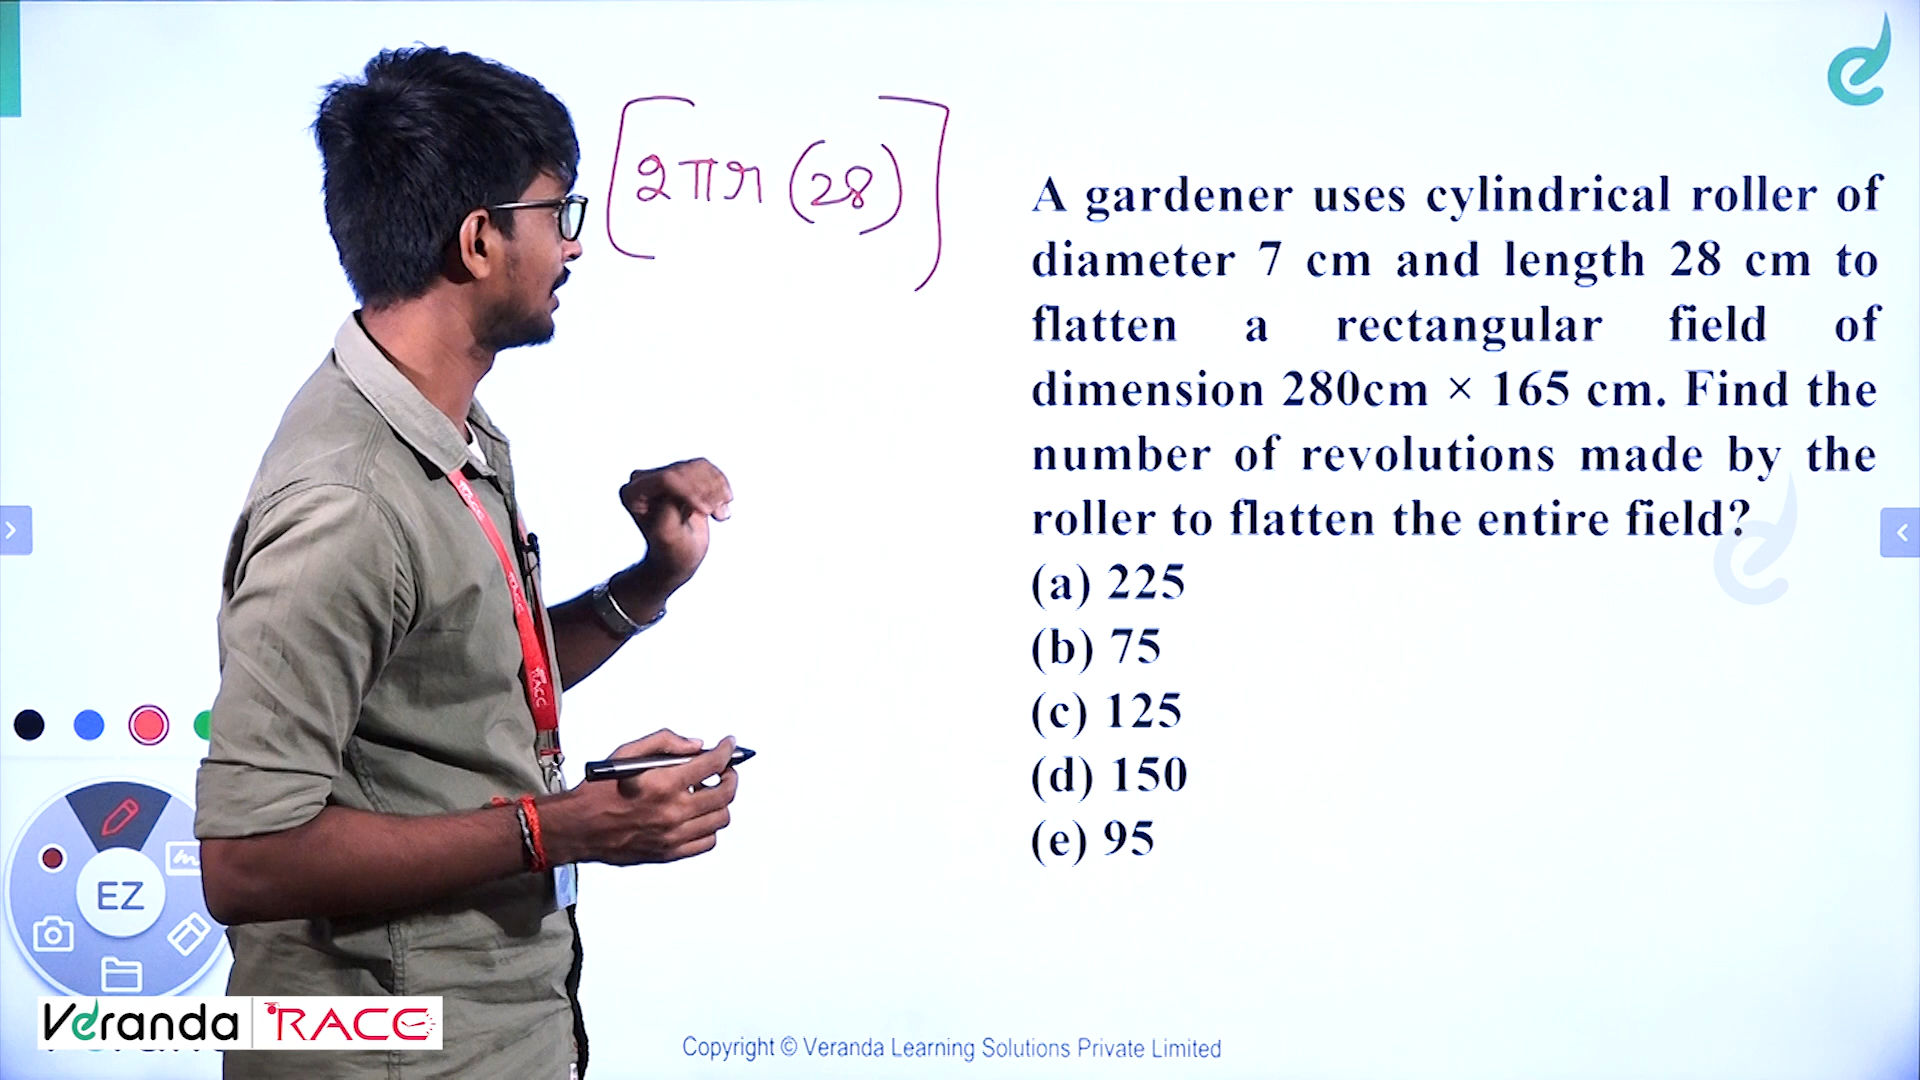 [2πr (28)]
A gardener uses cylindrical roller of
diameter 7 cm and length 28 cm to
flatten a rectangular field of
dimension 280cm × 165 cm. Find the
number of revolutions made by the
roller to flatten the entire field?
(a) 225
(b) 75
(c) 125
(d) 150
(e) 95
EZ
Veranda RACE
Copyright © Veranda Learning Solutions Private Limited